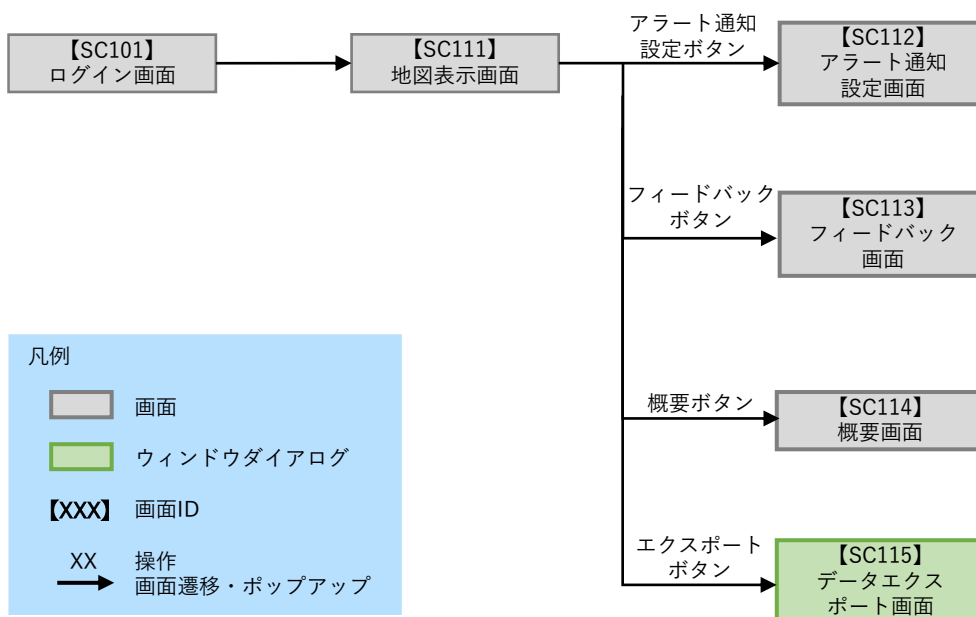 【SC101】
ログイン画面
【SC111】
地図表示画面
アラート通知
設定ボタン
【SC112】
アラート通知
設定画面
フィードバック
ボタン
【SC113】
フィードバック
画面
概要ボタン
【SC114】
概要画面
エクスポート
ボタン
【SC115】
データエクス
ポート画面
凡例
画面
ウィンドウダイアログ
【XXX】 画面ID
XX 操作
画面遷移・ポップアップ